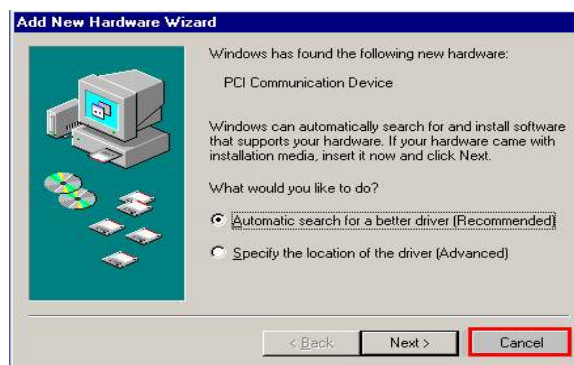 Add New Hardware Wizard
Windows has found the following new hardware:
PCI Communication Device
Windows can automatically search for and install software
that supports your hardware. If your hardware came with
installation media, insert it now and click Next.
What would you like to do?
Automatic search for a better driver (Recommended)
Specify the location of the driver (Advanced)
< Back
Next >
Cancel